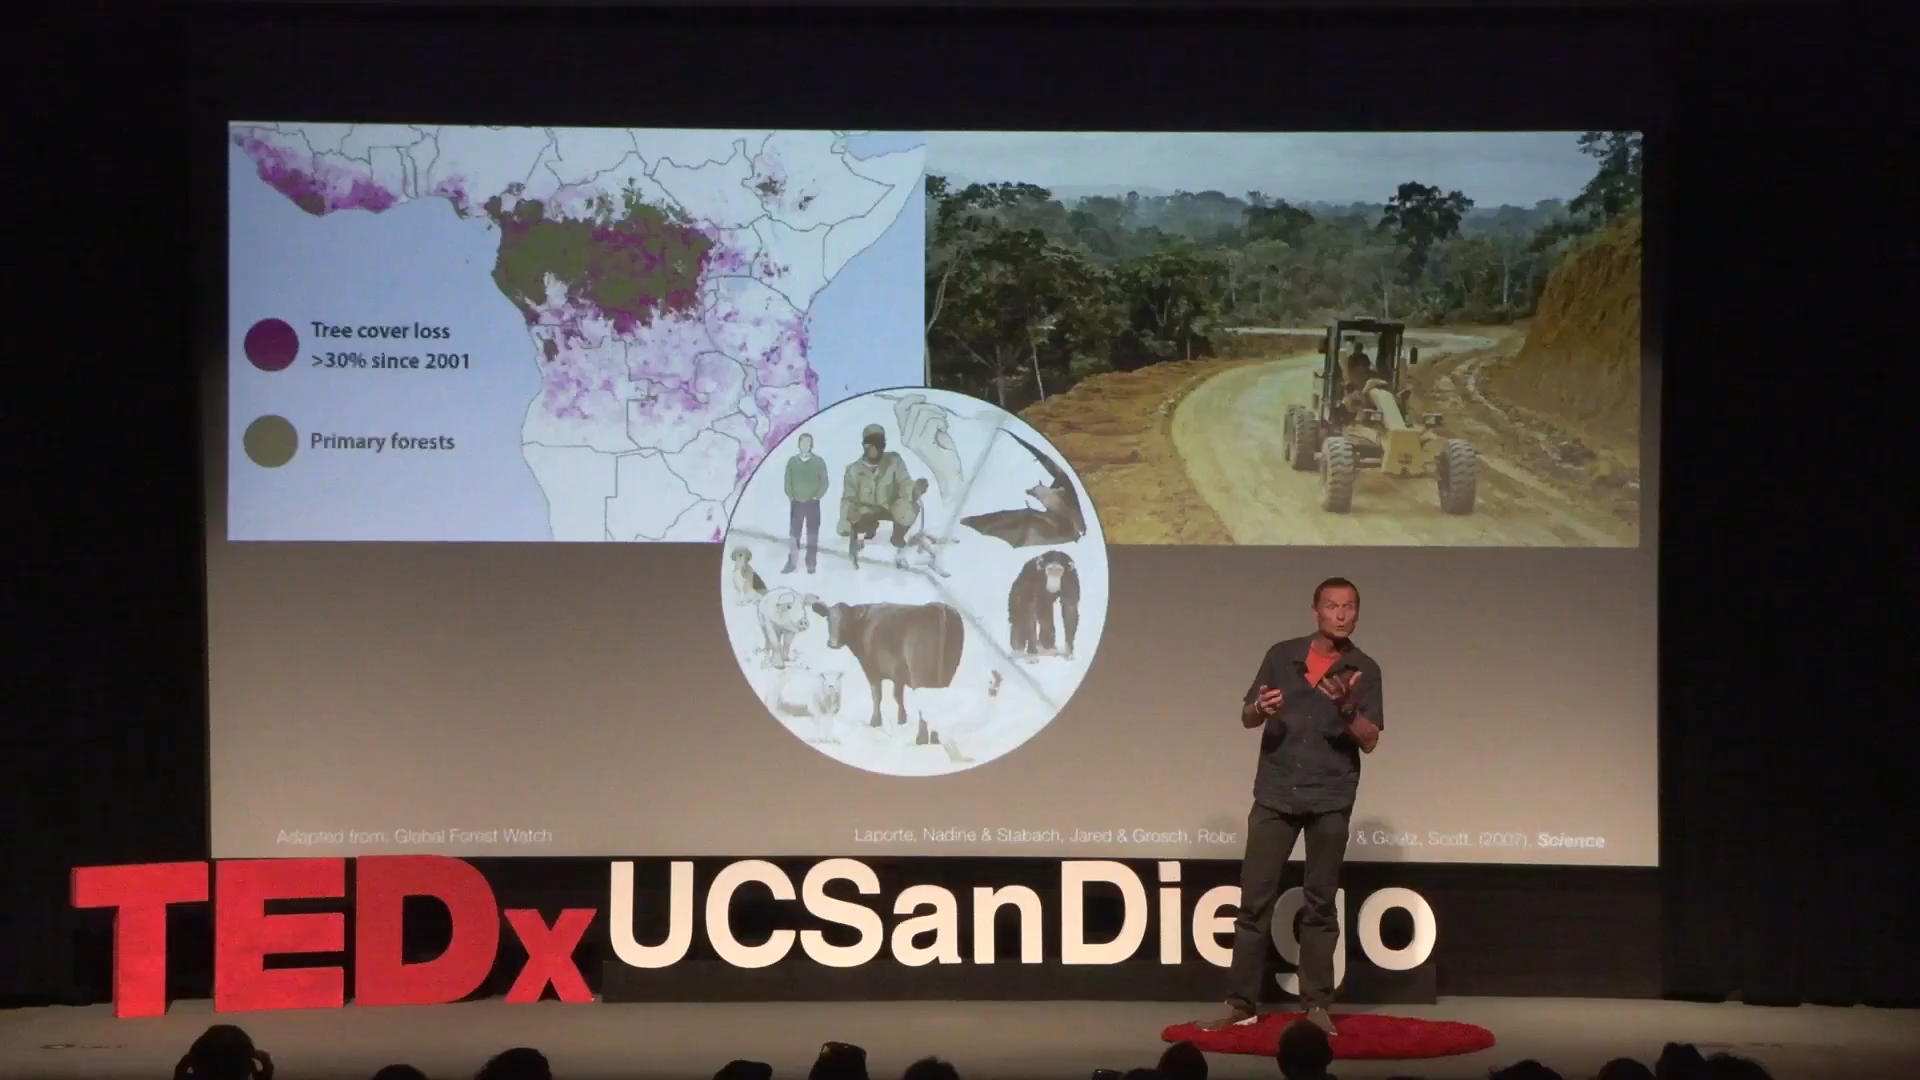 Tree cover loss
>30% since 2001
Primary forests
Adapted from: Global Forest Watch
Laporte, Nadine & Stabach, Jared & Grosch, Robe & Goetz, Scott. (2007), Science
TEDxUCSanDiego